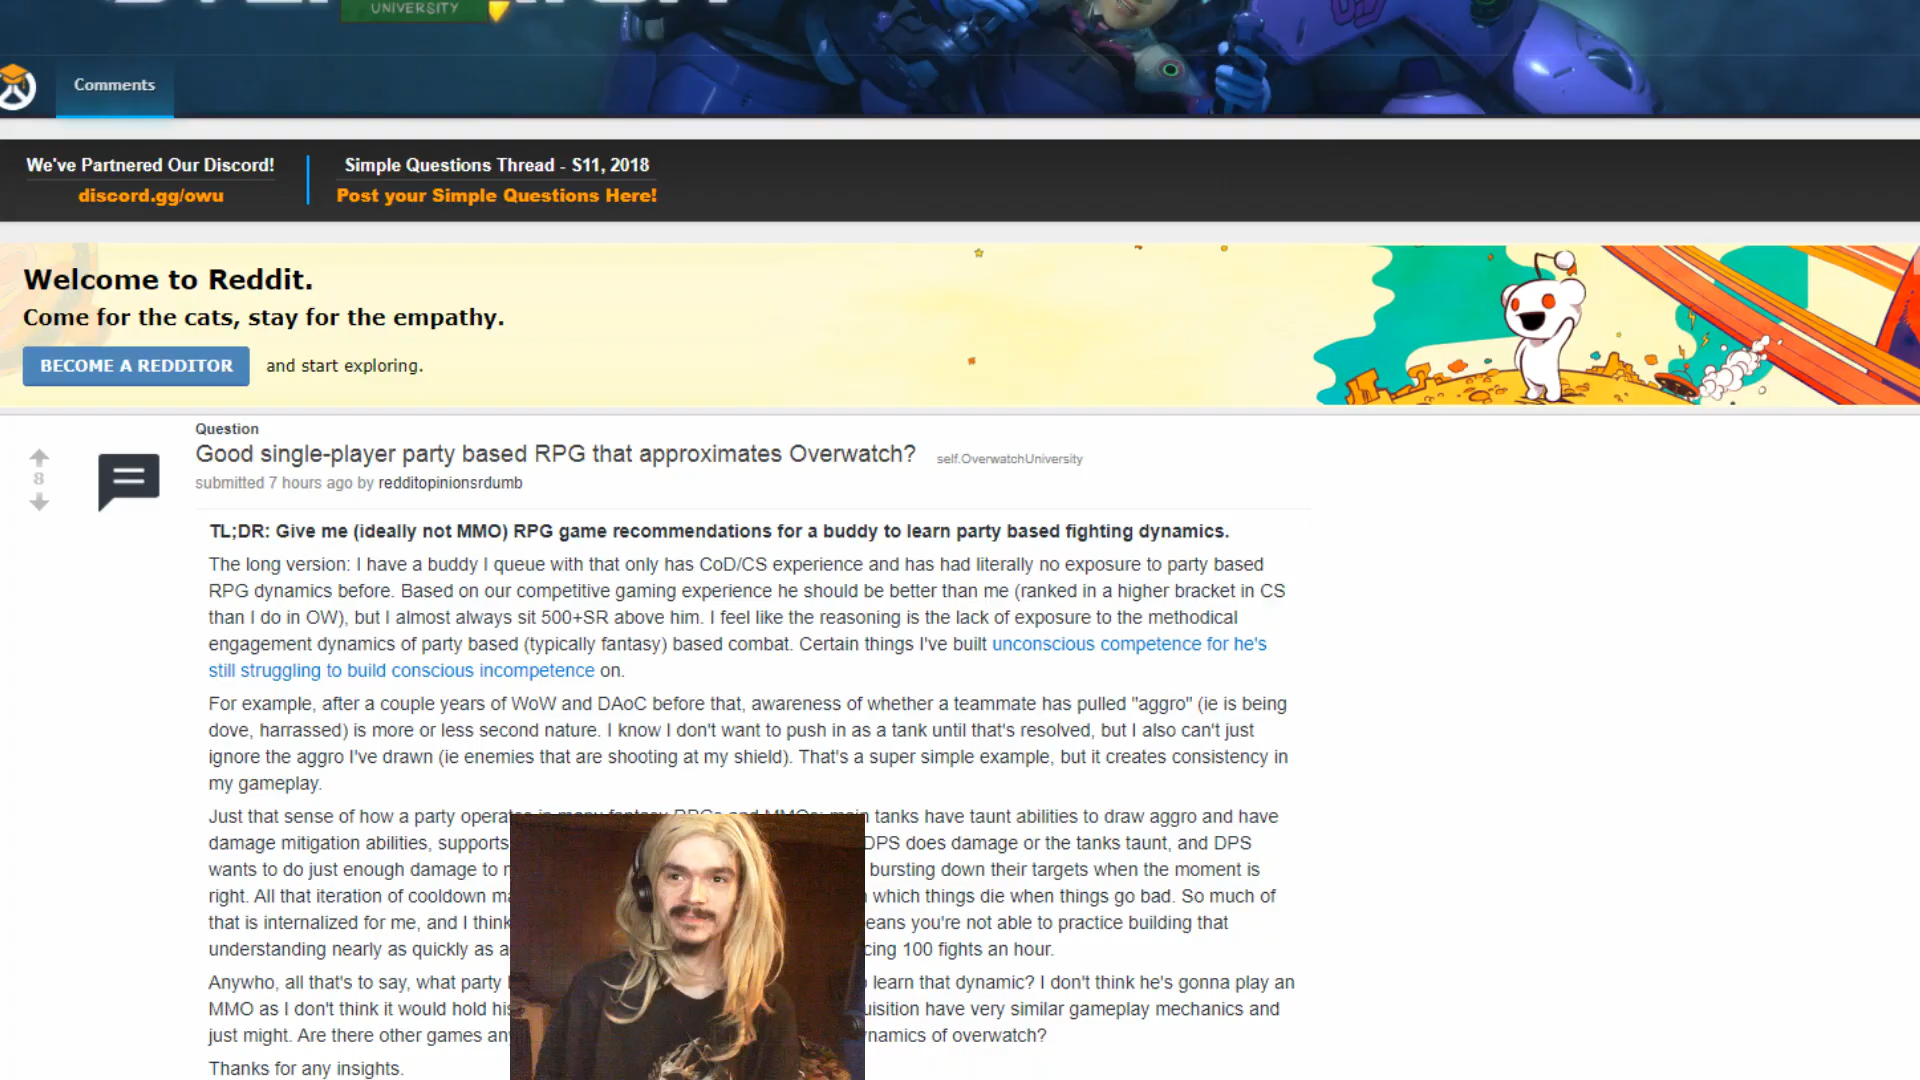 UNIVERSITY
Comments
We've Partnered Our Discord!
discord.gg/owu
Simple Questions Thread - S11, 2018
Post your Simple Questions Here!
Welcome to Reddit.
Come for the cats, stay for the empathy.
BECOME A REDDITOR and start exploring.
Question
8
Good single-player party based RPG that approximates Overwatch? self.OverwatchUniversity
submitted 7 hours ago by redditopinionsrdumb
TL;DR: Give me (ideally not MMO) RPG game recommendations for a buddy to learn party based fighting dynamics.
The long version: I have a buddy I queue with that only has CoD/CS experience and has had literally no exposure to party based
RPG dynamics before. Based on our competitive gaming experience he should be better than me (ranked in a higher bracket in CS
than I do in OW), but I almost always sit 500+SR above him. I feel like the reasoning is the lack of exposure to the methodical
engagement dynamics of party based (typically fantasy) based combat. Certain things I've built unconscious competence for he's
still struggling to build conscious incompetence on.
For example, after a couple years of WoW and DAoC before that, awareness of whether a teammate has pulled "aggro" (ie is being
dove, harrassed) is more or less second nature. I know I don't want to push in as a tank until that's resolved, but I also can't just
ignore the aggro I've drawn (ie enemies that are shooting at my shield). That's a super simple example, but it creates consistency in
my gameplay.
Just that sense of how a party operates in many fantasy RPGs and MMOs: main tanks have taunt abilities to draw aggro and have
damage mitigation abilities, supports DPS does damage or the tanks taunt, and DPS
wants to do just enough damage to bursting down their targets when the moment is
right. All that iteration of cooldown which things die when things go bad. So much of
that is internalized for me, and I think you're not able to practice building that
understanding nearly as quickly as 100 fights an hour.
Anywho, all that's to say, what party learn that dynamic? I don't think he's gonna play an
MMO as I don't think it would hold have very similar gameplay mechanics and
just might. Are there other games of overwatch?
Thanks for any insights.